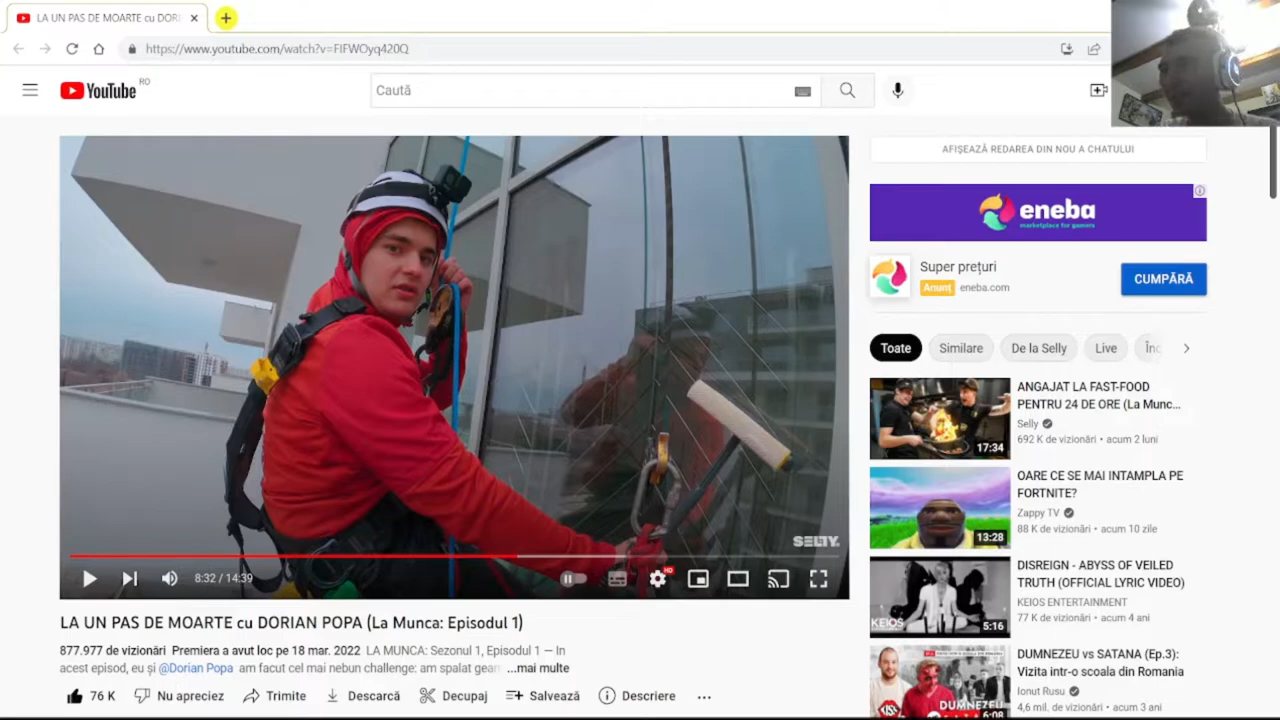 LA UN PAS DE MOARTE cu DOR
https://www.youtube.com/watch?v=FIFWOyq420Q
YouTube RO
Caută
AFIȘEAZĂ REDAREA DIN NOU A CHATULUI
eneba
marketplace for gamers
Super prețuri
Anunț eneba.com
CUMPĂRĂ
Toate
Similare
De la Selly
Live
Înc
SELLY.
8:32 / 14:39
HD
LA UN PAS DE MOARTE cu DORIAN POPA (La Munca: Episodul 1)
877.977 de vizionări Premiera a avut loc pe 18 mar. 2022 LA MUNCA: Sezonul 1, Episodul 1 — In
acest episod, eu și @Dorian Popa am facut cel mai nebun challenge: am spalat geam ...mai multe
76 K
Nu apreciez
Trimite
Descarcă
Decupaj
Salvează
Descriere
ANGAJAT LA FAST-FOOD
PENTRU 24 DE ORE (La Munc...
Selly
692 K de vizionări • acum 2 luni
17:34
OARE CE SE MAI INTAMPLA PE
FORTNITE?
Zappy TV
88 K de vizionări • acum 10 zile
13:28
DISREIGN - ABYSS OF VEILED
TRUTH (OFFICIAL LYRIC VIDEO)
KEIOS ENTERTAINMENT
77 K de vizionări • acum 4 ani
KEIOS
5:16
DUMNEZEU vs SATANA (Ep.3):
Vizita intr-o scoala din Romania
Ionut Rusu
4,6 mil. de vizionări • acum 3 ani
DUMNEZEU
6:08